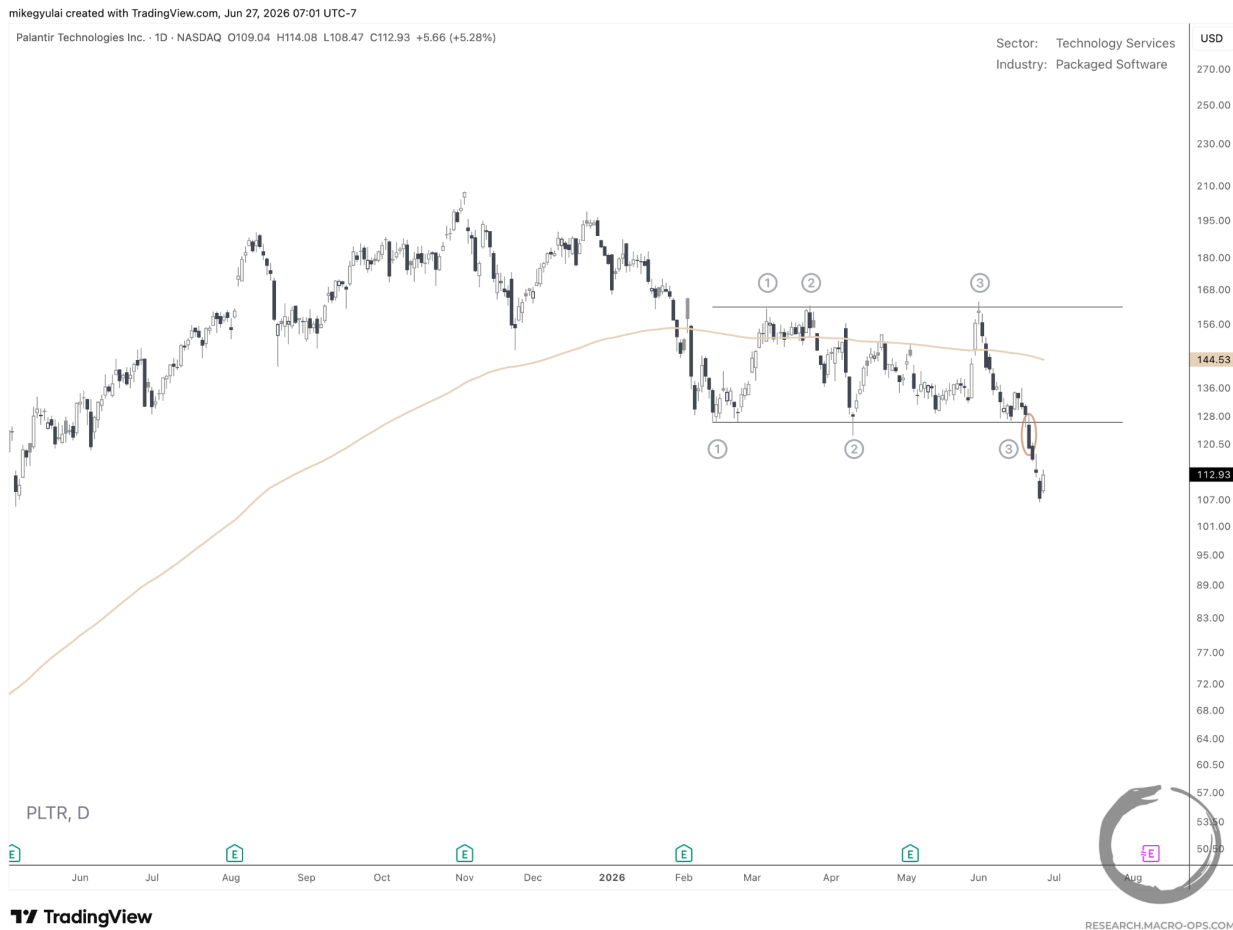 mikegyulai created with TradingView.com, Jun 27, 2026 07:01 UTC-7
Palantir Technologies Inc. · 1D · NASDAQ O109.04 H114.08 L108.47 C112.93 +5.66 (+5.28%)
Sector: Technology Services
Industry: Packaged Software
USD
270.00
250.00
230.00
210.00
195.00
180.00
168.00
156.00
144.53
136.00
128.00
120.50
112.93
107.00
101.00
95.00
89.00
83.00
77.00
72.00
68.00
64.00
60.50
57.00
53.50
50.50
1 2 3
1 2 3
PLTR, D
E E E E E E
Jun Jul Aug Sep Oct Nov Dec 2026 Feb Mar Apr May Jun Jul Aug
TradingView
RESEARCH.MACRO-OPS.COM